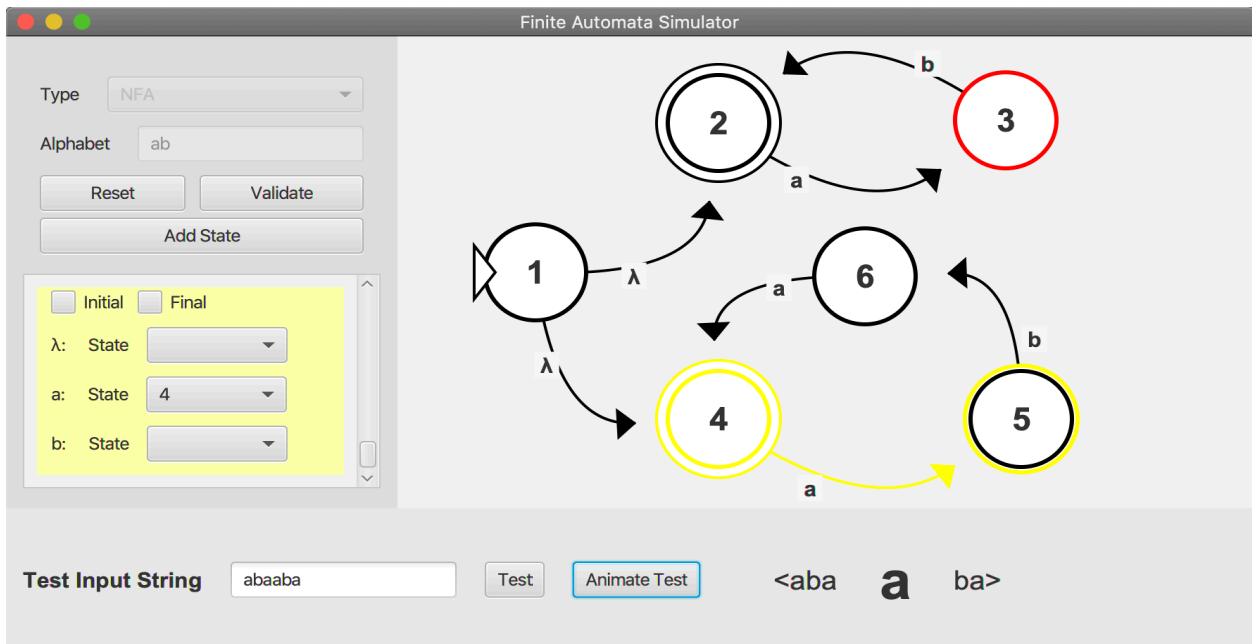 Finite Automata Simulator
Type NFA
Alphabet ab
Reset Validate
Add State
Initial Final
λ: State
a: State 4
b: State
b
2
3
a
1
λ
6
a
b
λ
4
5
a
Test Input String abaaba Test Animate Test <aba a ba>